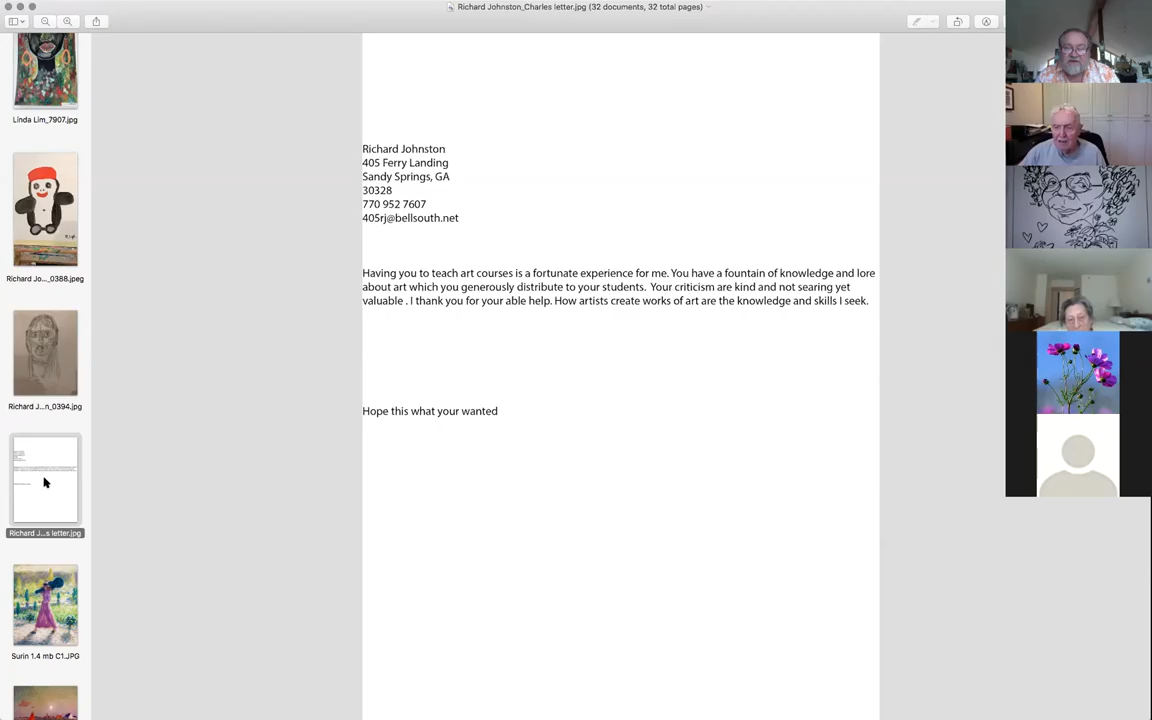 Richard Johnston_Charles letter.jpg (32 documents, 32 total pages)
Linda Lim_7907.jpg
Richard Jo..._0388.jpeg
Richard J...n_0394.jpg
Richard J...s letter.jpg
Surin 1.4 mb C1.JPG
Richard Johnston
405 Ferry Landing
Sandy Springs, GA
30328
770 952 7607
405rj@bellsouth.net
Having you to teach art courses is a fortunate experience for me. You have a fountain of knowledge and lore
about art which you generously distribute to your students.  Your criticism are kind and not searing yet
valuable . I thank you for your able help. How artists create works of art are the knowledge and skills I seek.
Hope this what your wanted